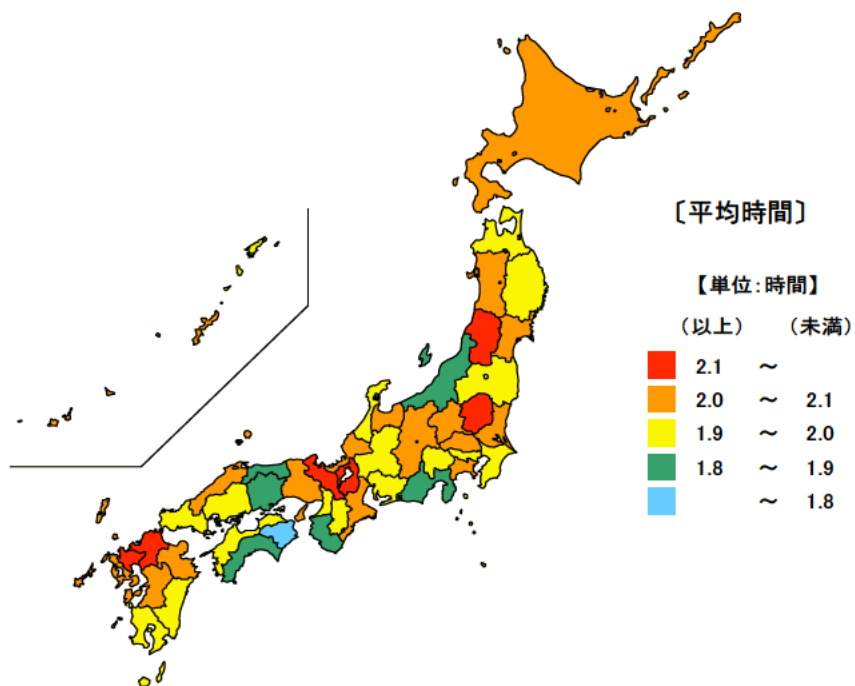 〔平均時間〕
【単位:時間】
（以上） （未満）
2.1 ～
2.0 ～ 2.1
1.9 ～ 2.0
1.8 ～ 1.9
～ 1.8